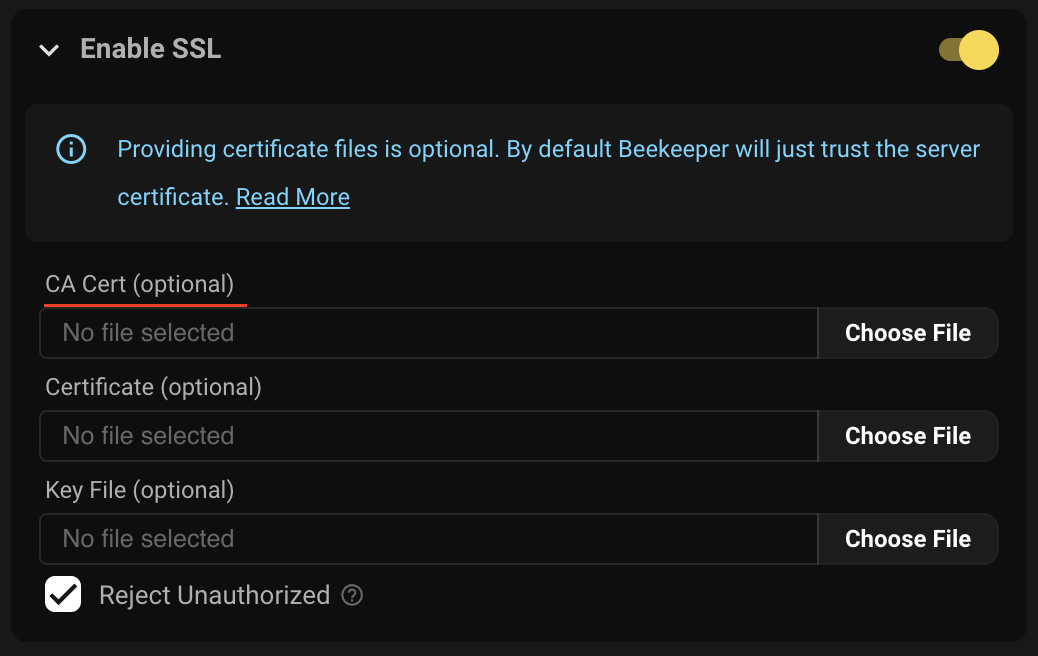 Enable SSL
Providing certificate files is optional. By default Beekeeper will just trust the server
certificate. Read More
CA Cert (optional)
No file selected Choose File
Certificate (optional)
No file selected Choose File
Key File (optional)
No file selected Choose File
Reject Unauthorized